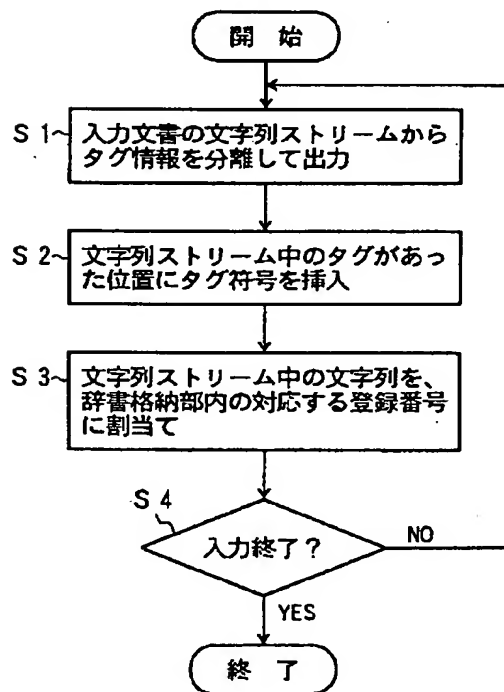 開 始
S 1
入力文書の文字列ストリームから
タグ情報を分離して出力
S 2
文字列ストリーム中のタグがあっ
た位置にタグ符号を挿入
S 3
文字列ストリーム中の文字列を、
辞書格納部内の対応する登録番号
に割当て
S 4
入力終了？
NO
YES
終 了